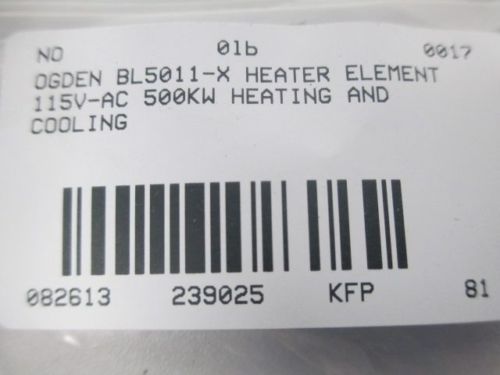 NO 01b 0017
OGDEN BL5011-X HEATER ELEMENT
115V-AC 500KW HEATING AND
COOLING
082613 239025 KFP 81